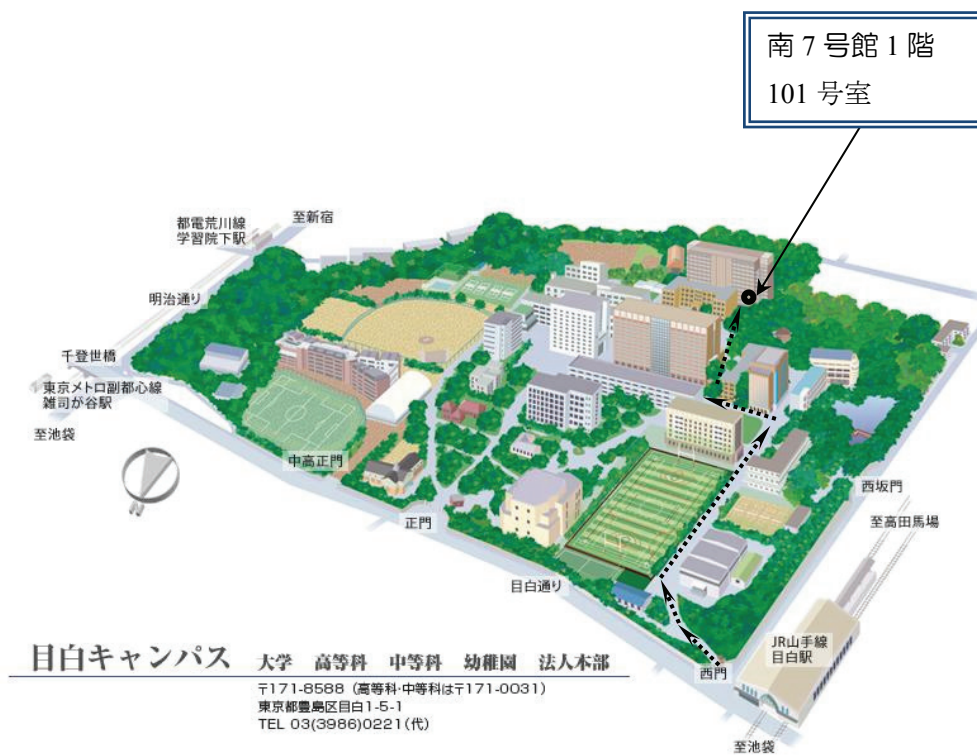 南 7 号館 1 階
101 号室
都電荒川線
学習院下駅
至新宿
明治通り
千登世橋
東京メトロ副都心線
雑司が谷駅
至池袋
中高正門
正門
西坂門
至高田馬場
目白通り
JR山手線
目白駅
西門
至池袋
N
目白キャンパス 大学 高等科 中等科 幼稚園 法人本部
〒171-8588 (高等科・中等科は〒171-0031)
東京都豊島区目白1-5-1
TEL 03(3986)0221(代)